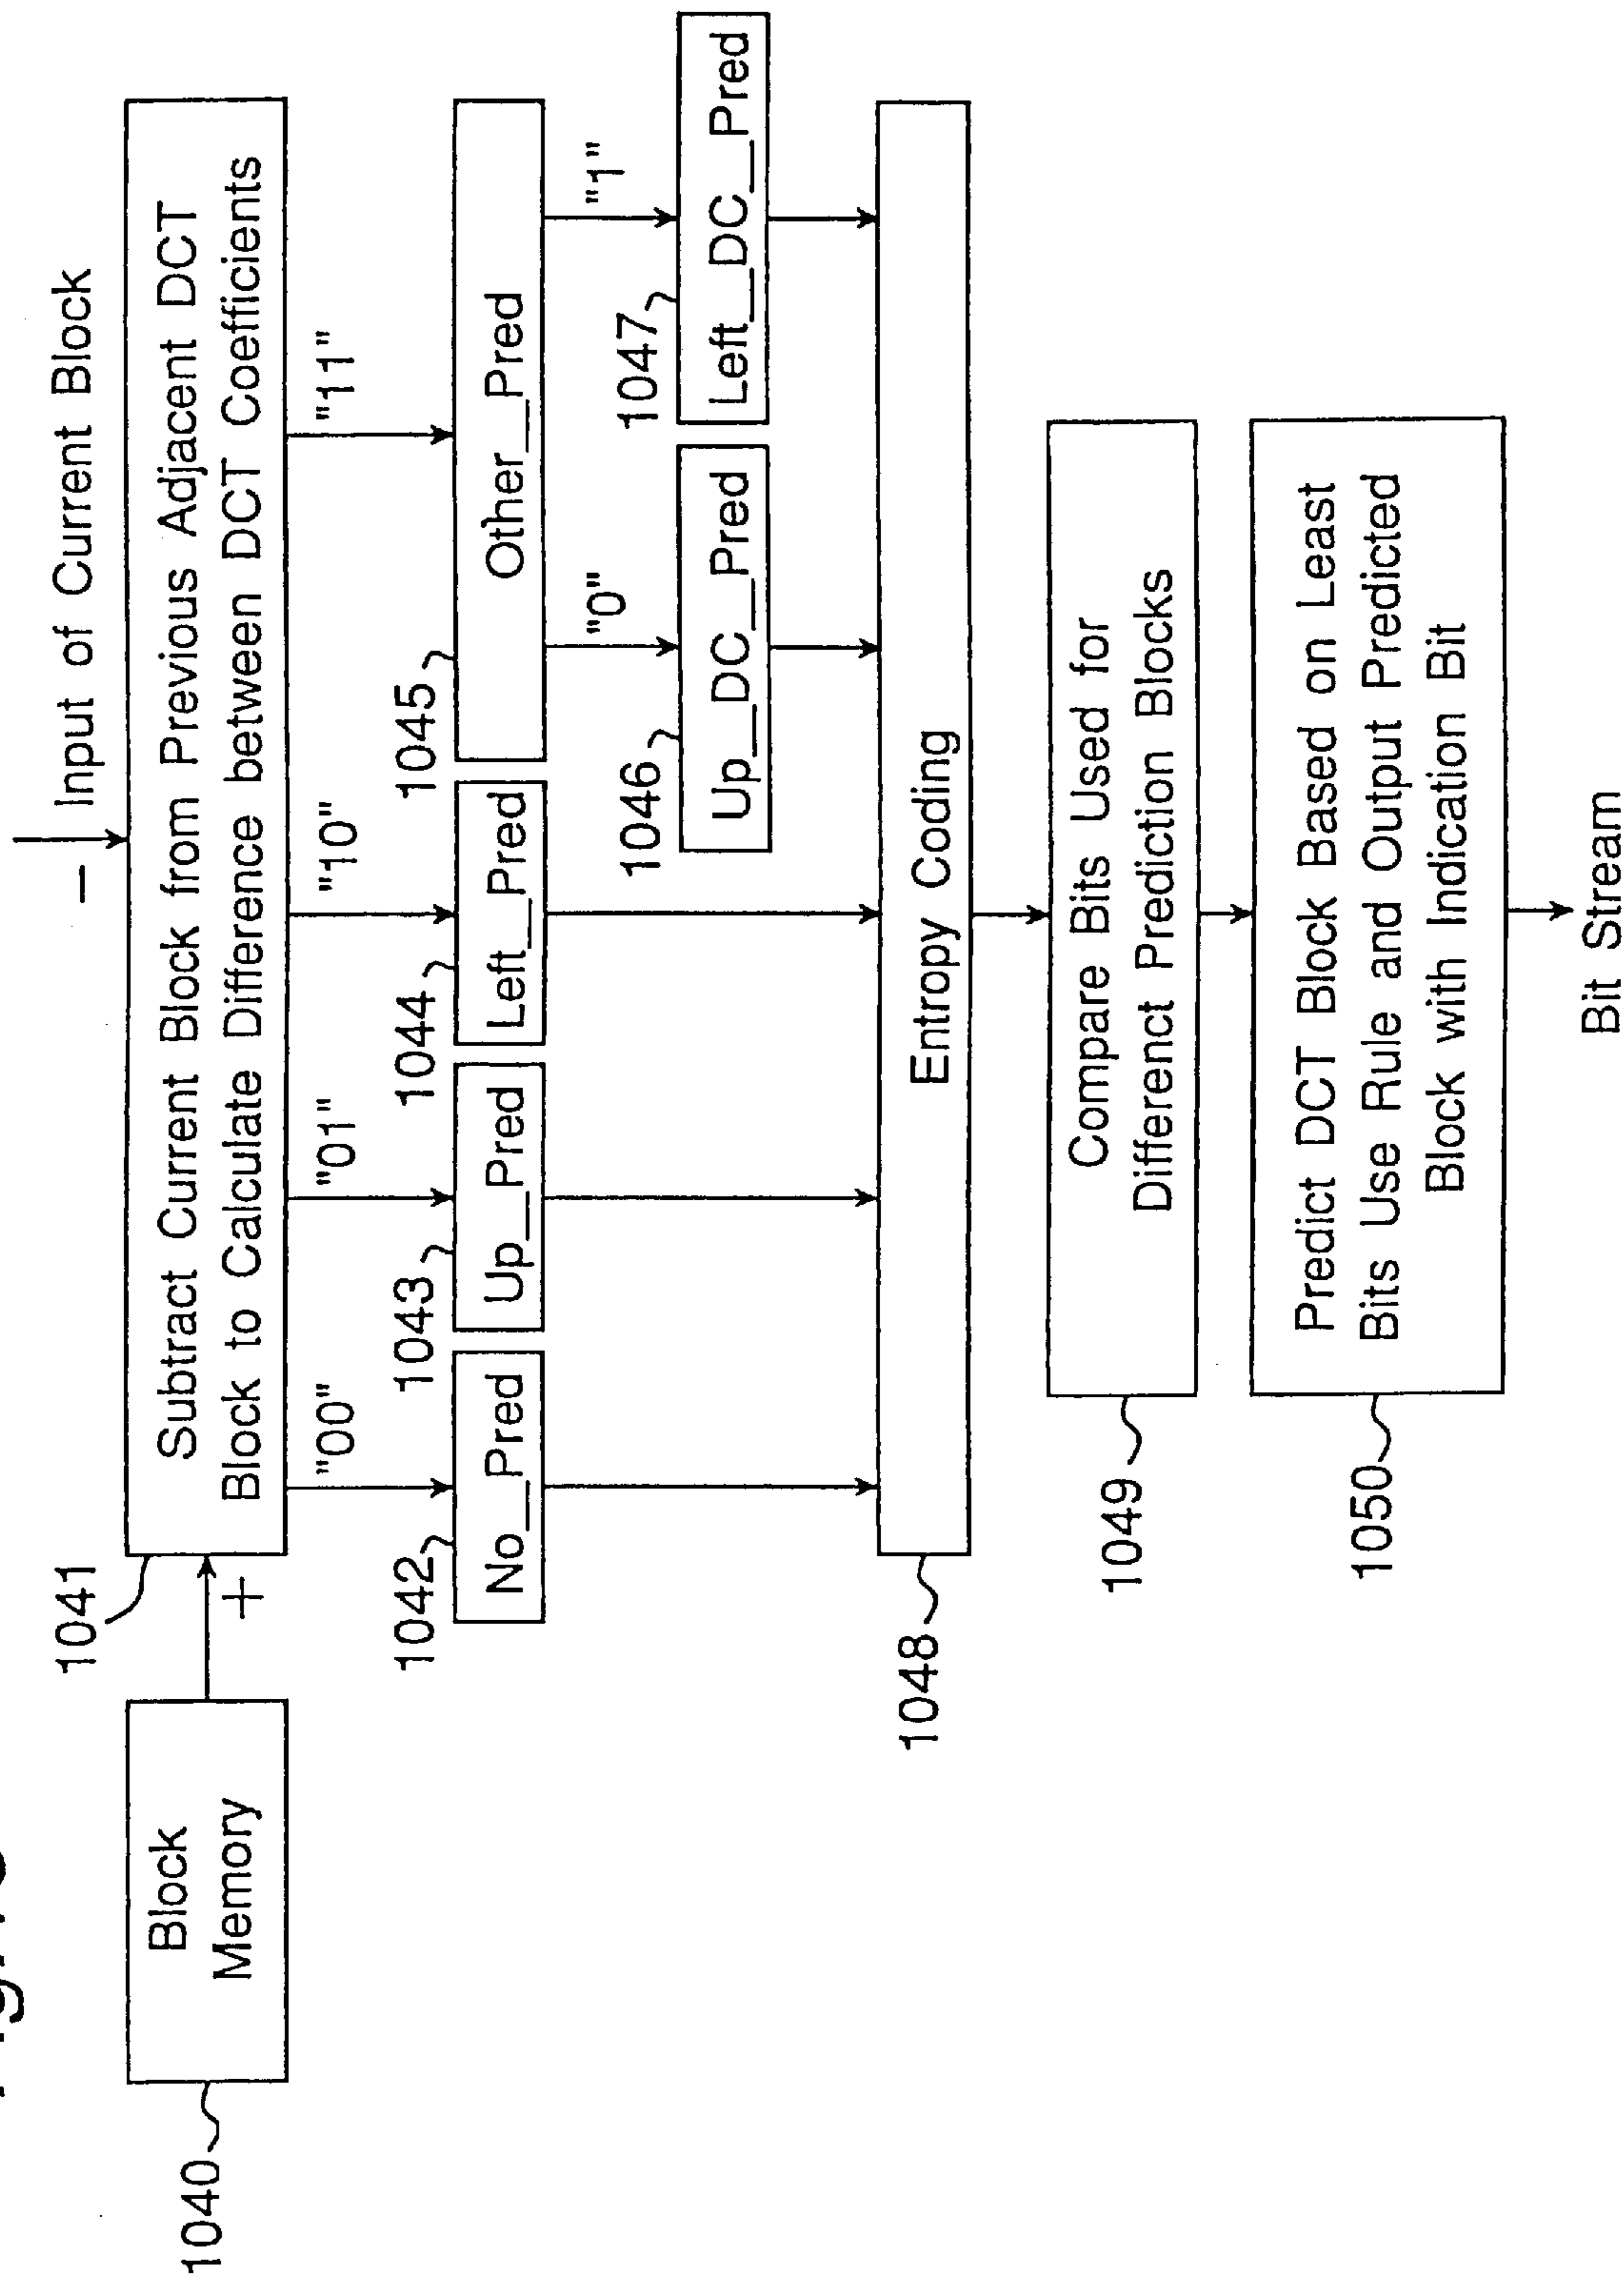 Input of Current Block
−
1041
Subtract Current Block from Previous Adjacent DCT
Block to Calculate Difference between DCT Coefficients
1040
Block
Memory
+
"00"
"01"
"10"
"11"
1042
No_Pred
1043
Up_Pred
1044
Left_Pred
1045
Other_Pred
"0"
"1"
1046
Up_DC_Pred
1047
Left_DC_Pred
1048
Entropy Coding
1049
Compare Bits Used for
Different Prediction Blocks
1050
Predict DCT Block Based on Least
Bits Use Rule and Output Predicted
Block with Indication Bit
Bit Stream